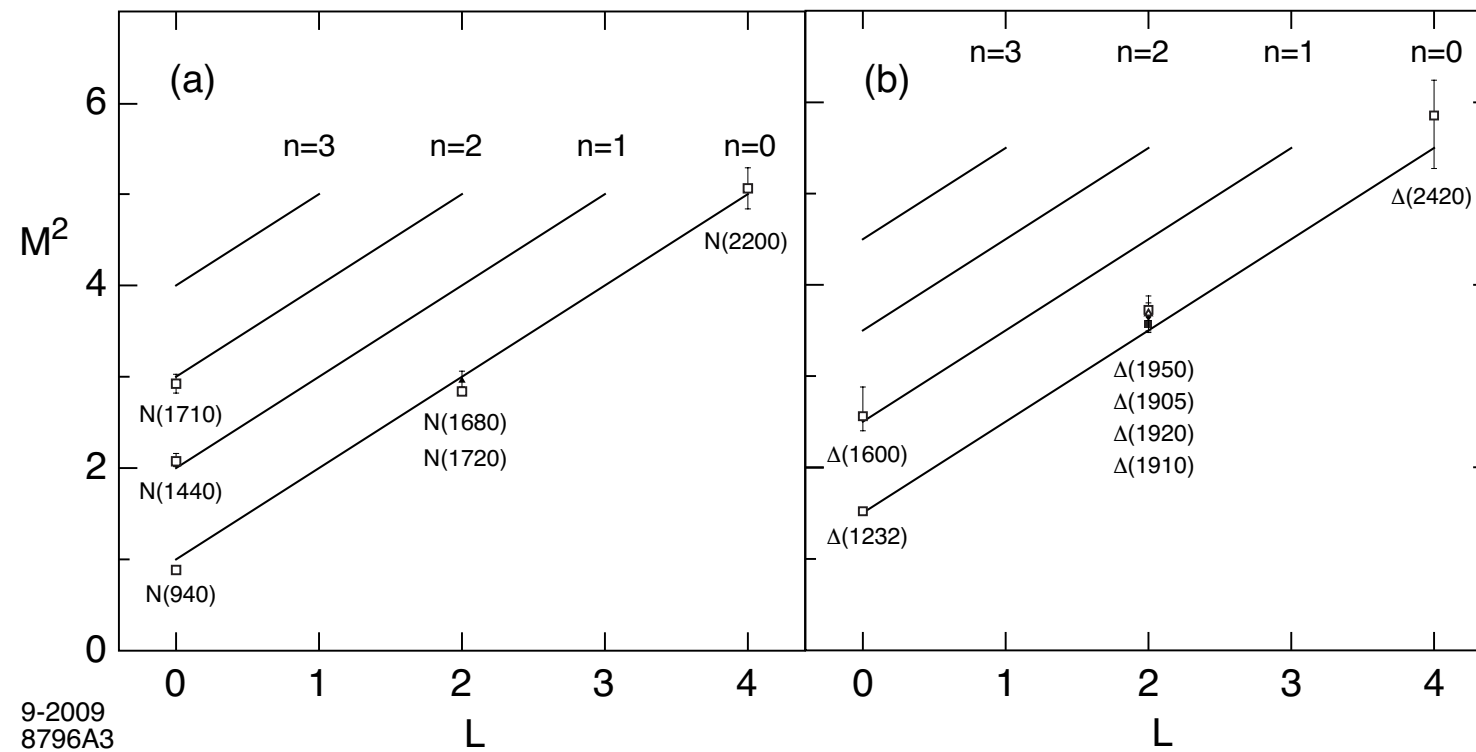 (a)
n=3 n=2 n=1 n=0
M²
6
4
2
0
N(2200)
N(1710)
N(1680)
N(1720)
N(1440)
N(940)
0 1 2 3 4
L
(b)
n=3 n=2 n=1 n=0
Δ(2420)
Δ(1950)
Δ(1905)
Δ(1920)
Δ(1910)
Δ(1600)
Δ(1232)
0 1 2 3 4
L
9-2009
8796A3